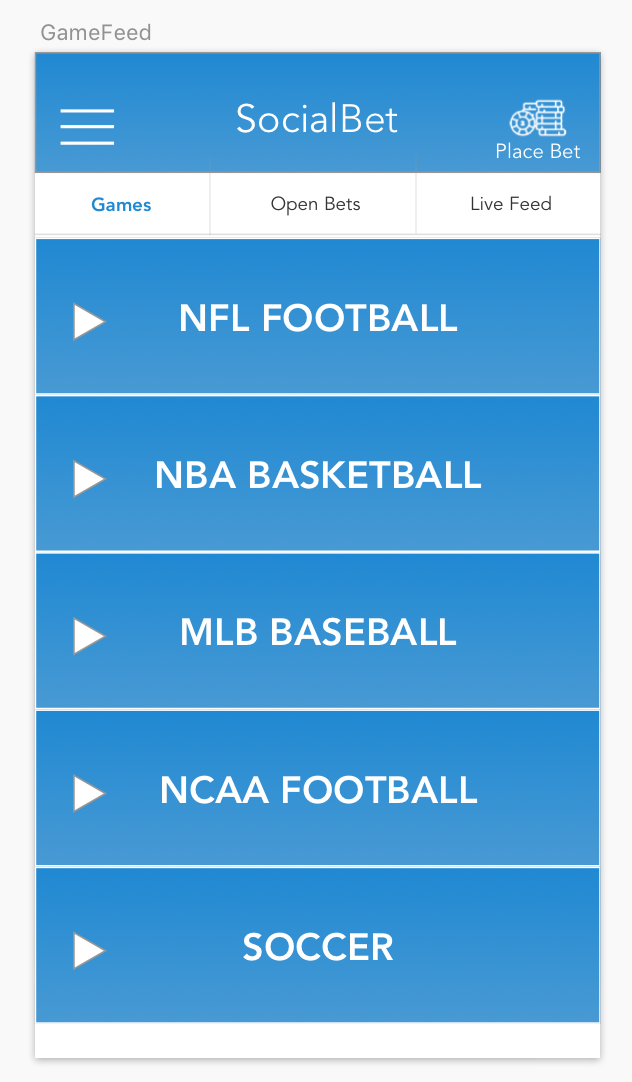 GameFeed
SocialBet
Place Bet
Games Open Bets Live Feed
NFL FOOTBALL
NBA BASKETBALL
MLB BASEBALL
NCAA FOOTBALL
SOCCER